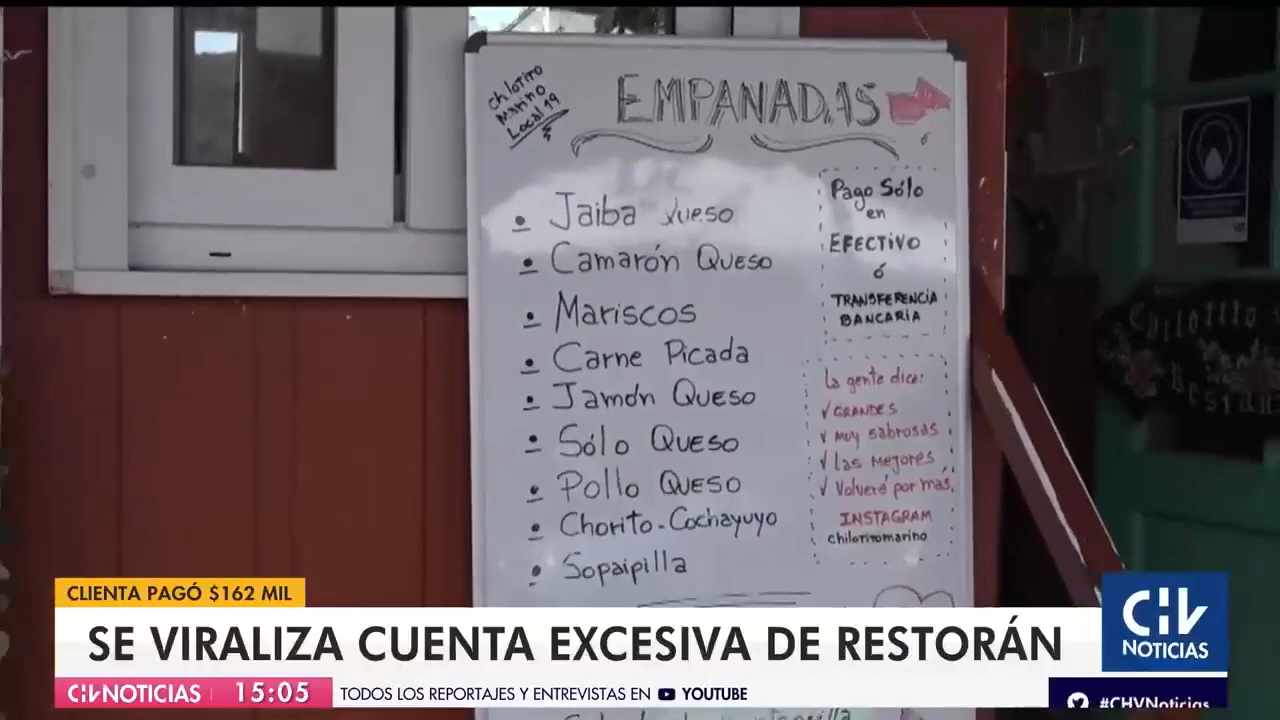 Chilotito
Marino
Local 19
EMPANADAS
Jaiba Queso
Camarón Queso
Mariscos
Carne Picada
Jamón Queso
Sólo Queso
Pollo Queso
Chorito-Cochayuyo
Sopaipilla
Pago Sólo
en
EFECTIVO
ó
TRANSFERENCIA
BANCARIA
La gente dice:
✓ GRANDES
✓ Muy sabrosas
✓ Las Mejores
✓ Volveré por más.
INSTAGRAM
chilotitomarino
Chilotito
CLIENTA PAGÓ $162 MIL
SE VIRALIZA CUENTA EXCESIVA DE RESTORÁN
CHV NOTICIAS
15:05
TODOS LOS REPORTAJES Y ENTREVISTAS EN YOUTUBE
CHV
NOTICIAS
#CHVNoticias